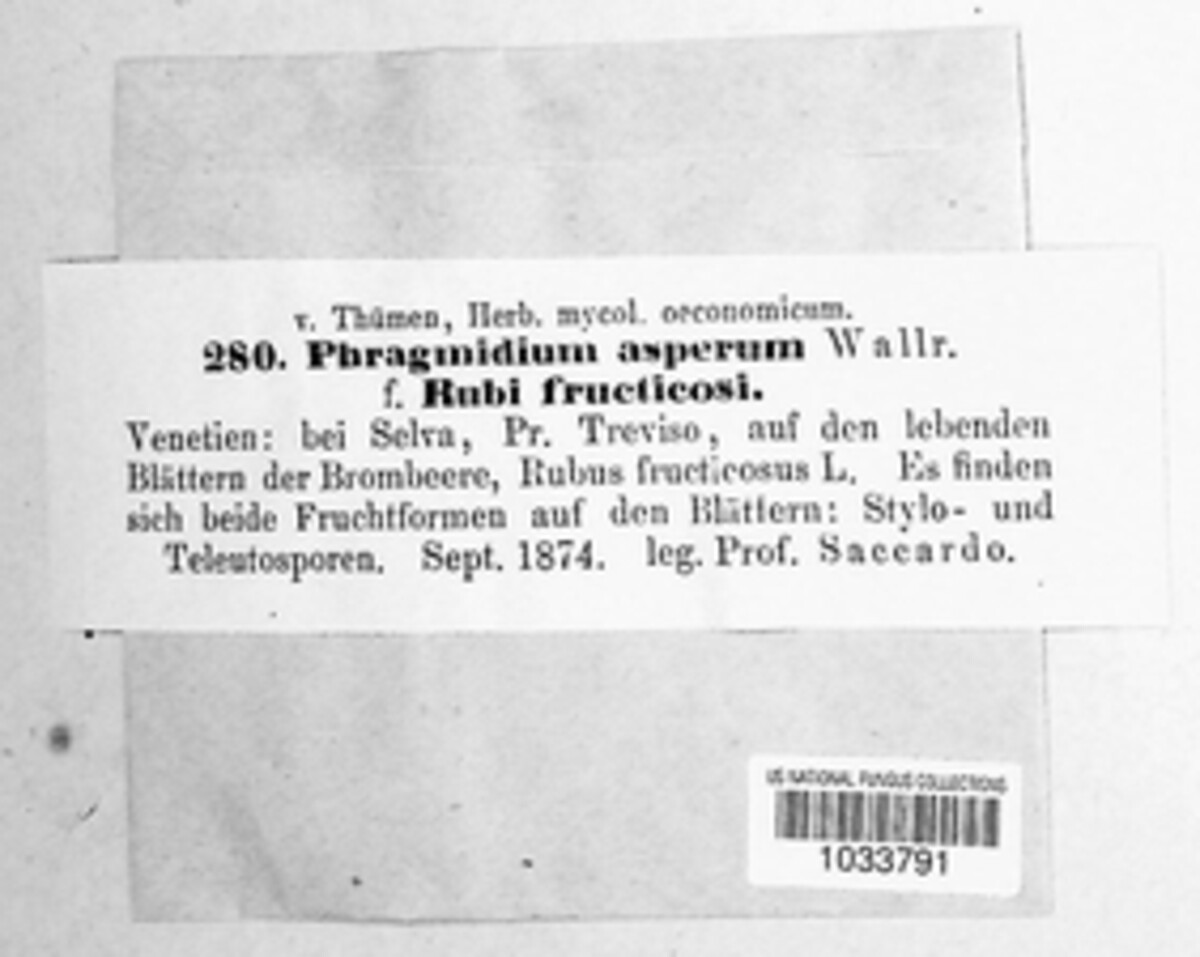 v. Thümen, Herb. mycol. oeconomicum.
280. Phragmidium asperum Wallr.
f. Rubi fructicosi.
Venetien: bei Selva, Pr. Treviso, auf den lebenden
Blättern der Brombeere, Rubus fructicosus L. Es finden
sich beide Fruchtformen auf den Blättern: Stylo- und
Teleutosporen. Sept. 1874. leg. Prof. Saccardo.
US NATIONAL FUNGUS COLLECTIONS
1033791